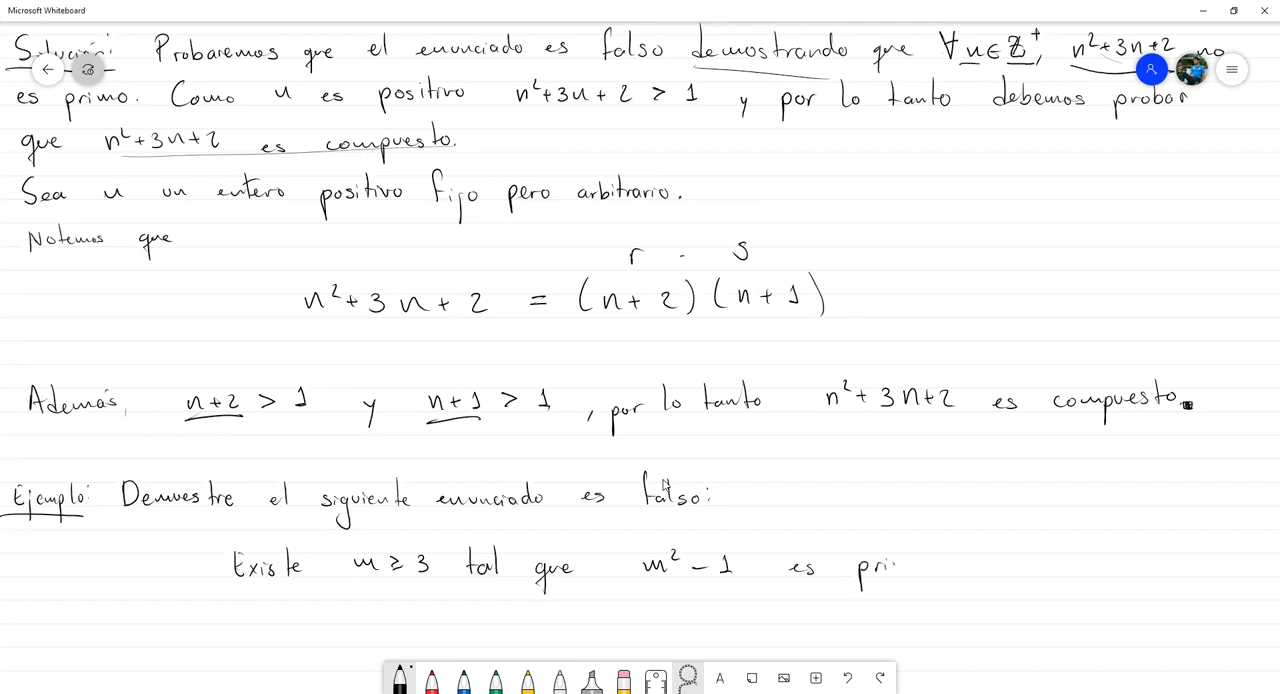 Microsoft Whiteboard
Solución: Probaremos que el enunciado es falso demostrando que ∀n∈ℤ⁺, n²+3n+2 no
es primo. Como n es positivo n²+3n+2 > 1 y por lo tanto debemos probar
que n²+3n+2 es compuesto.
Sea n un entero positivo fijo pero arbitrario.
Notemos que
r · s
n²+3n+2 = (n+2)(n+1)
Además, n+2 > 1 y n+1 > 1, por lo tanto n²+3n+2 es compuesto.
Ejemplo: Demuestre el siguiente enunciado es falso:
Existe m ≥ 3 tal que m² - 1 es pri
A